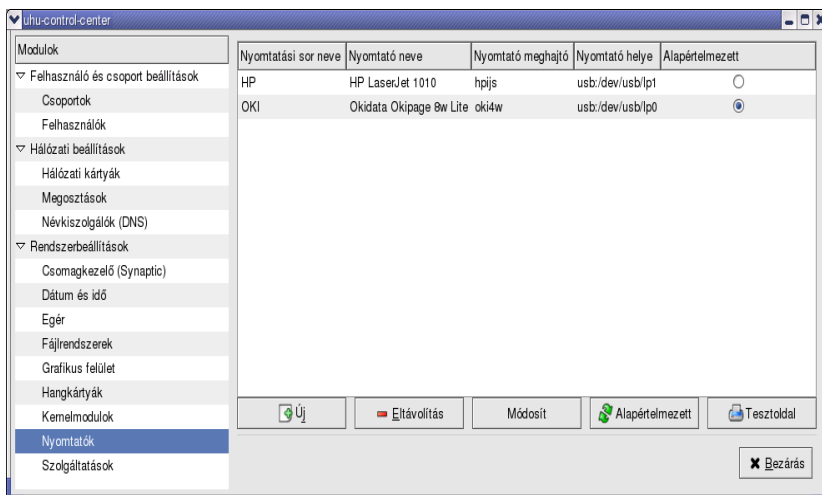 uhu-control-center
Modulok
Felhasználó és csoport beállítások
Csoportok
Felhasználók
Hálózati beállítások
Hálózati kártyák
Megosztások
Névkiszolgálók (DNS)
Rendszerbeállítások
Csomagkezelő (Synaptic)
Dátum és idő
Egér
Fájlrendszerek
Grafikus felület
Hangkártyák
Kernelmodulok
Nyomtatók
Szolgáltatások
Nyomtatási sor neve Nyomtató neve Nyomtató meghajtó Nyomtató helye Alapértelmezett
HP HP LaserJet 1010 hpijs usb:/dev/usb/lp1
OKI Okidata Okipage 8w Lite oki4w usb:/dev/usb/lp0
Új Eltávolítás Módosít Alapértelmezett Tesztoldal
Bezárás